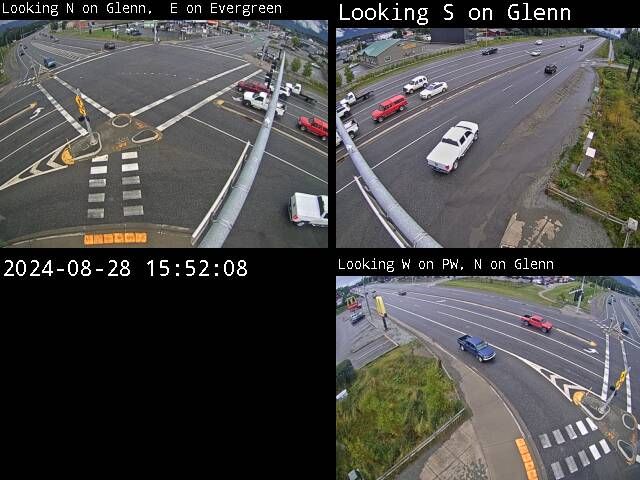 Looking N on Glenn,  E on Evergreen
Looking S on Glenn
2024-08-28 15:52:08
Looking W on PW, N on Glenn